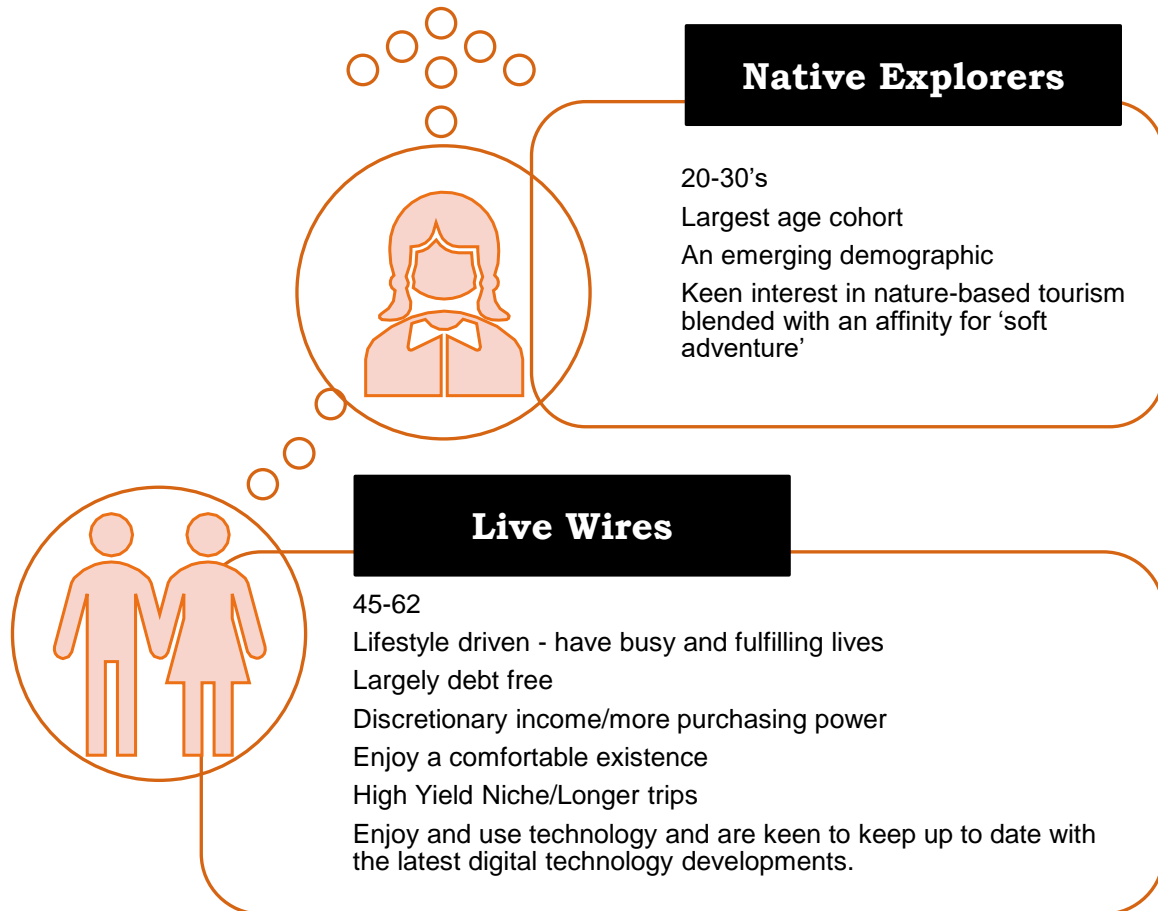 Native Explorers
20-30’s
Largest age cohort
An emerging demographic
Keen interest in nature-based tourism
blended with an affinity for ‘soft
adventure’
Live Wires
45-62
Lifestyle driven - have busy and fulfilling lives
Largely debt free
Discretionary income/more purchasing power
Enjoy a comfortable existence
High Yield Niche/Longer trips
Enjoy and use technology and are keen to keep up to date with
the latest digital technology developments.